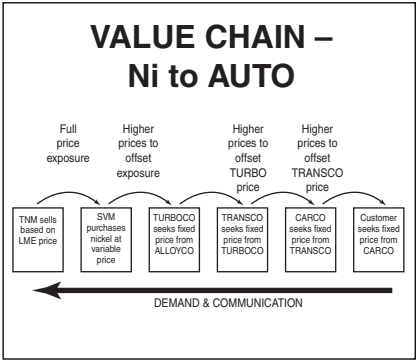 VALUE CHAIN –
Ni to AUTO
Full
price
exposure
Higher
prices to
offset
exposure
Higher
prices to
offset
TURBO
price
Higher
prices to
offset
TRANSCO
price
TNM sells
based on
LME price
SVM
purchases
nickel at
variable
price
TURBOCO
seeks fixed
price from
ALLOYCO
TRANSCO
seeks fixed
price from
TURBOCO
CARCO
seeks fixed
price from
TRANSCO
Customer
seeks fixed
price from
CARCO
DEMAND & COMMUNICATION